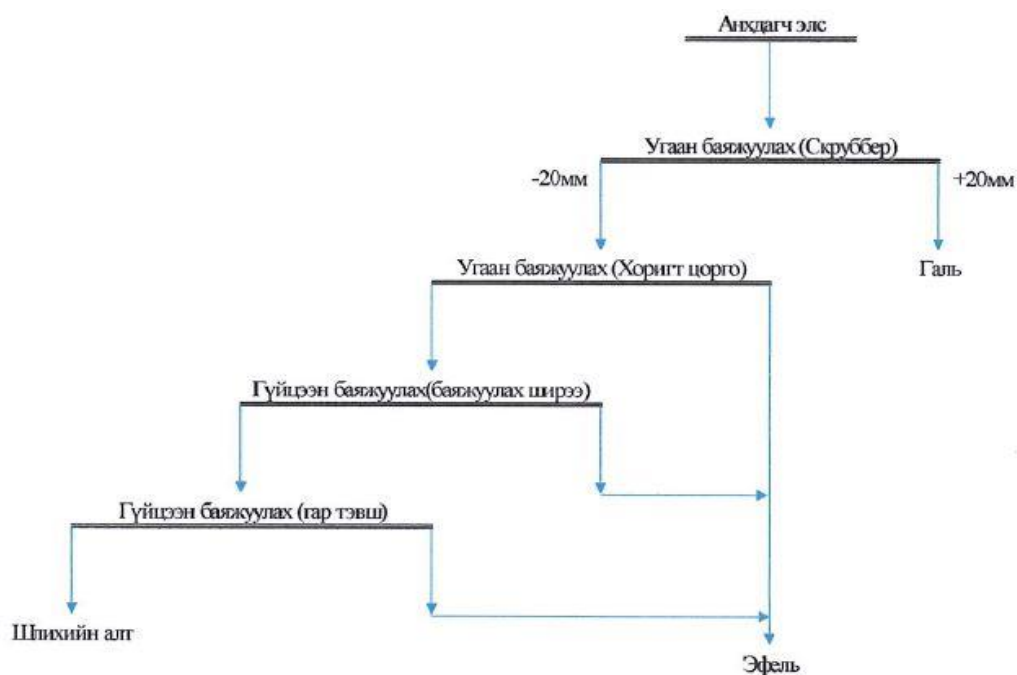 Анхдагч элс
Угаан баяжуулах (Скруббер)
-20мм
+20мм
Угаан баяжуулах (Хоригт цорго)
Галь
Гүйцээн баяжуулах(баяжуулах ширээ)
Гүйцээн баяжуулах (гар тэвш)
Шлихийн алт
Эфель